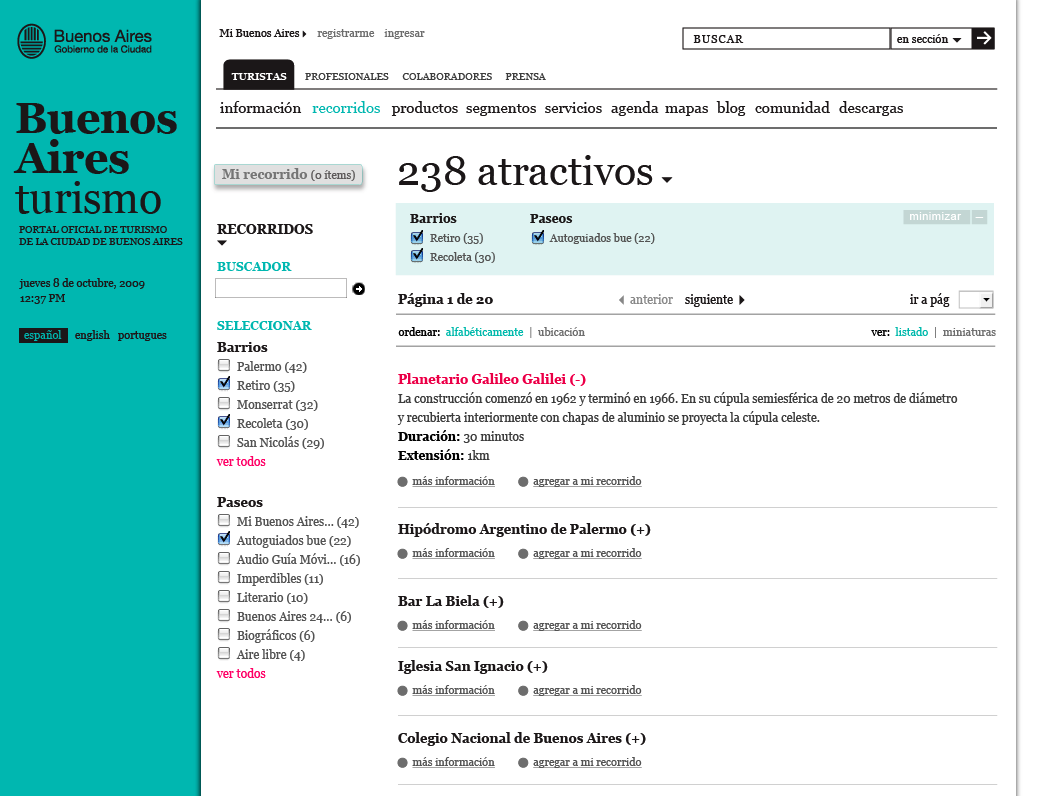 Buenos Aires
Gobierno de la Ciudad
Buenos
Aires
turismo
PORTAL OFICIAL DE TURISMO
DE LA CIUDAD DE BUENOS AIRES
jueves 8 de octubre, 2009
12:37 PM
español english portugues
Mi Buenos Aires registrarme ingresar
BUSCAR en sección
TURISTAS PROFESIONALES COLABORADORES PRENSA
información recorridos productos segmentos servicios agenda mapas blog comunidad descargas
Mi recorrido (0 ítems)
RECORRIDOS
BUSCADOR
SELECCIONAR
Barrios
Palermo (42)
Retiro (35)
Monserrat (32)
Recoleta (30)
San Nicolás (29)
ver todos
Paseos
Mi Buenos Aires... (42)
Autoguiados bue (22)
Audio Guía Móvi... (16)
Imperdibles (11)
Literario (10)
Buenos Aires 24... (6)
Biográficos (6)
Aire libre (4)
ver todos
238 atractivos
Barrios Paseos minimizar
Retiro (35) Autoguiados bue (22)
Recoleta (30)
Página 1 de 20 anterior siguiente ir a pág
ordenar: alfabéticamente | ubicación ver: listado | miniaturas
Planetario Galileo Galilei (-)
La construcción comenzó en 1962 y terminó en 1966. En su cúpula semiesférica de 20 metros de diámetro
y recubierta interiormente con chapas de aluminio se proyecta la cúpula celeste.
Duración: 30 minutos
Extensión: 1km
más información agregar a mi recorrido
Hipódromo Argentino de Palermo (+)
más información agregar a mi recorrido
Bar La Biela (+)
más información agregar a mi recorrido
Iglesia San Ignacio (+)
más información agregar a mi recorrido
Colegio Nacional de Buenos Aires (+)
más información agregar a mi recorrido